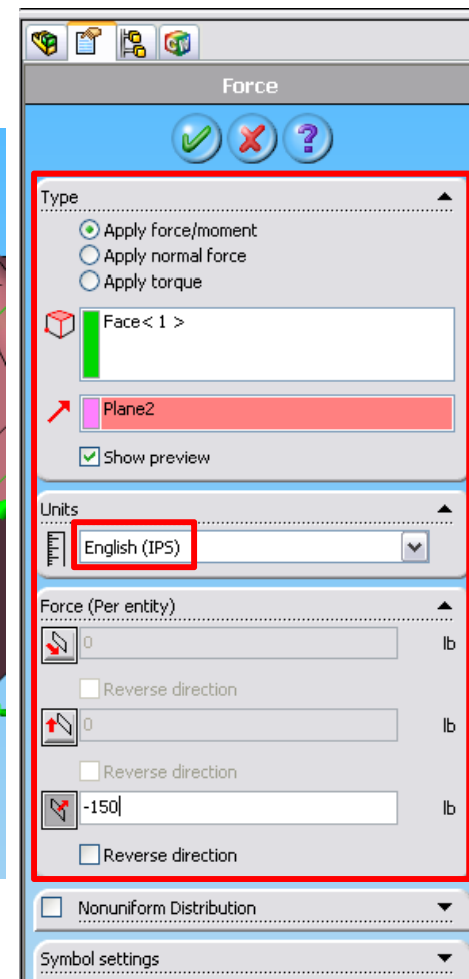 Force
?
Type
Apply force/moment
Apply normal force
Apply torque
Face< 1 >
Plane2
Show preview
Units
English (IPS)
Force (Per entity)
0 lb
Reverse direction
0 lb
Reverse direction
-150 lb
Reverse direction
Nonuniform Distribution
Symbol settings